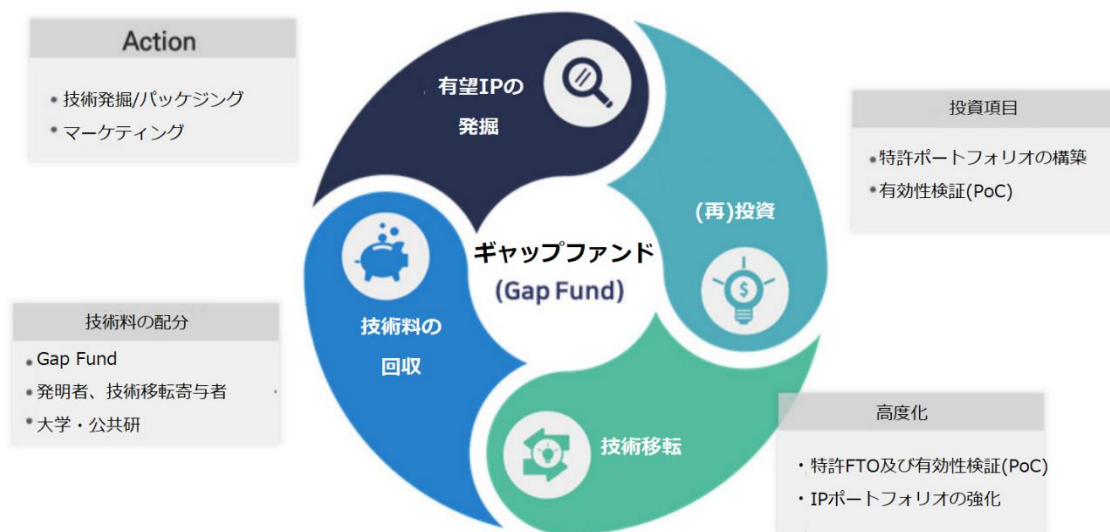 Action
• 技術発掘/パッケジング
• マーケティング
有望IPの
発掘
投資項目
•特許ポートフォリオの構築
•有効性検証(PoC)
(再)投資
$
ギャップファンド
(Gap Fund)
技術料の配分
• Gap Fund
•発明者、技術移転寄与者
•大学・公共研
技術料の
回収
技術移転
高度化
・特許FTO及び有効性検証(PoC)
・IPポートフォリオの強化